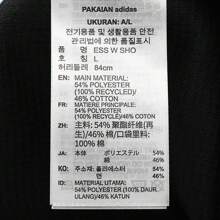 PAKAIAN adidas
UKURAN: A/L
전기용품 및 생활용품 안전
관리법에 의한 품질표시
품 명 ESS W SHO
호 칭 L
허리둘레 84cm
EN: MAIN MATERIAL:
54% POLYESTER
(100% RECYCLED)/
46% COTTON
FR: MATIERE PRINCIPALE:
54% POLYESTER
(100% RECYCLE)/
46% COTON
ZH: 主料: 54% 聚酯纤维(再
生)/46% 棉/口袋里料:
100% 棉
JA: 本体 ポリエステル 54%
綿 46%
KO: 주소재: 폴리에스터 54%
면 46%
ID: MATERIAL UTAMA:
54% POLYESTER (100% DAUR
ULANG)/46% KATUN